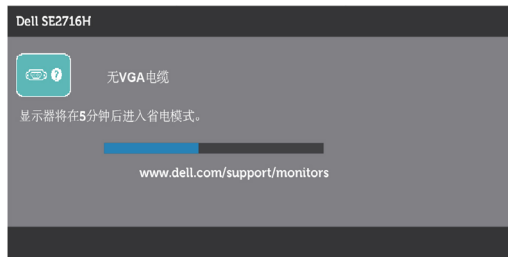 Dell SE2716H
无VGA电缆
显示器将在5分钟后进入省电模式。
www.dell.com/support/monitors